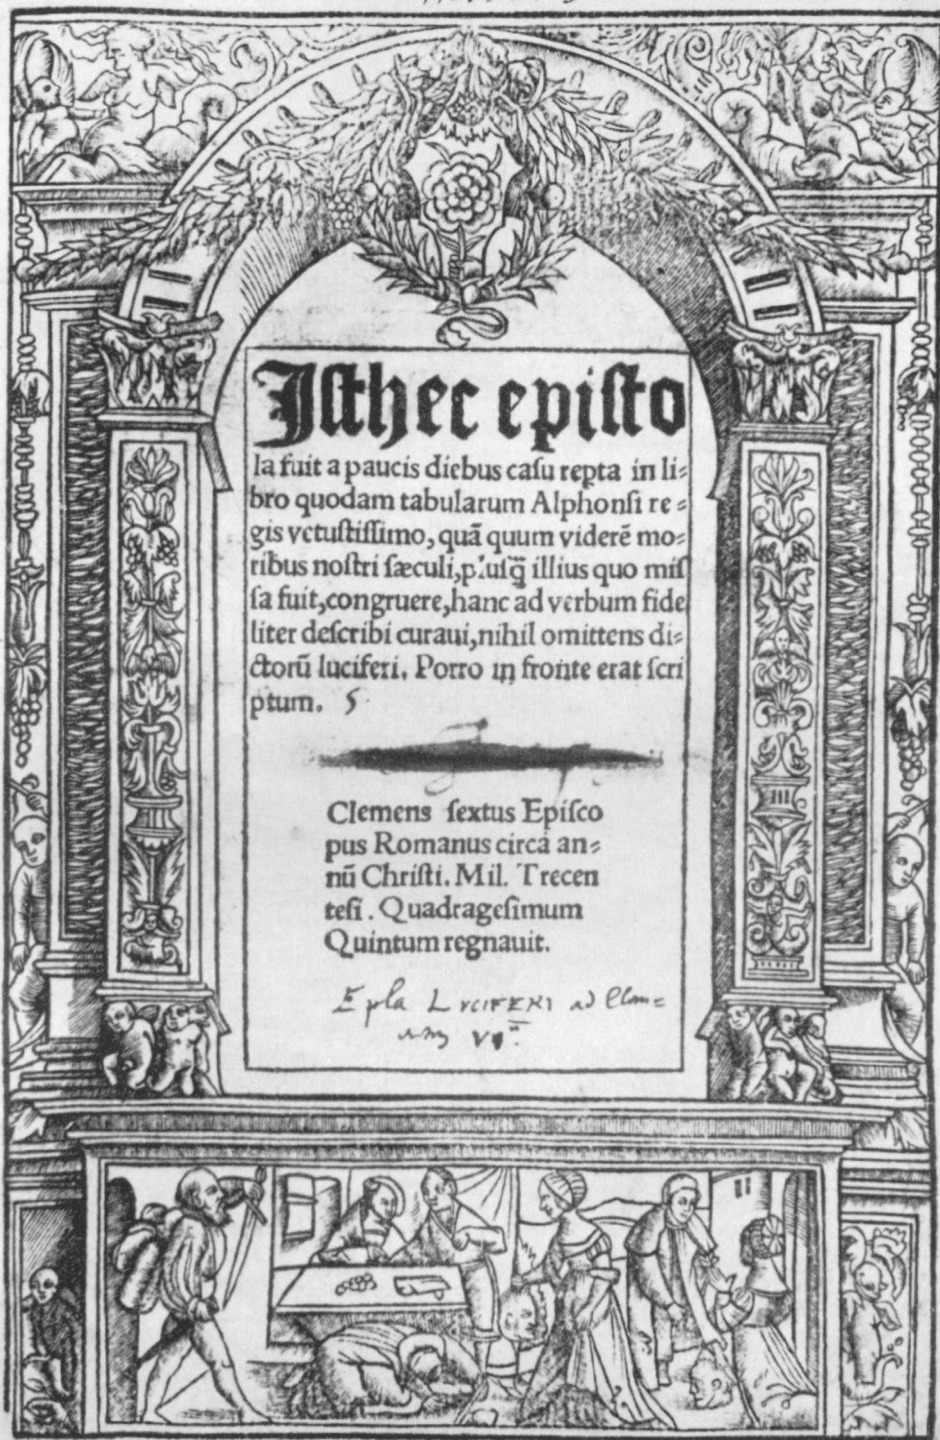 Iſthec epiſto
la fuit a paucis diebus caſu repta in li⸗
bro quodam tabularum Alphonſi re⸗
gis vetuſtiſſimo, quā quum viderē mo⸗
ribus noſtri ſæculi, pluſq̃ illius quo miſ
ſa fuit, congruere, hanc ad verbum fide
liter deſcribi curaui, nihil omittens di⸗
ctorū luciferi. Porro in fronte erat ſcri
ptum. 5
Clemens ſextus Epiſco
pus Romanus circa an⸗
nū Chriſti. Mil. Trecen
teſi. Quadrageſimum
Quintum regnauit.
Epla LUCIFERI ad Clem=
VI